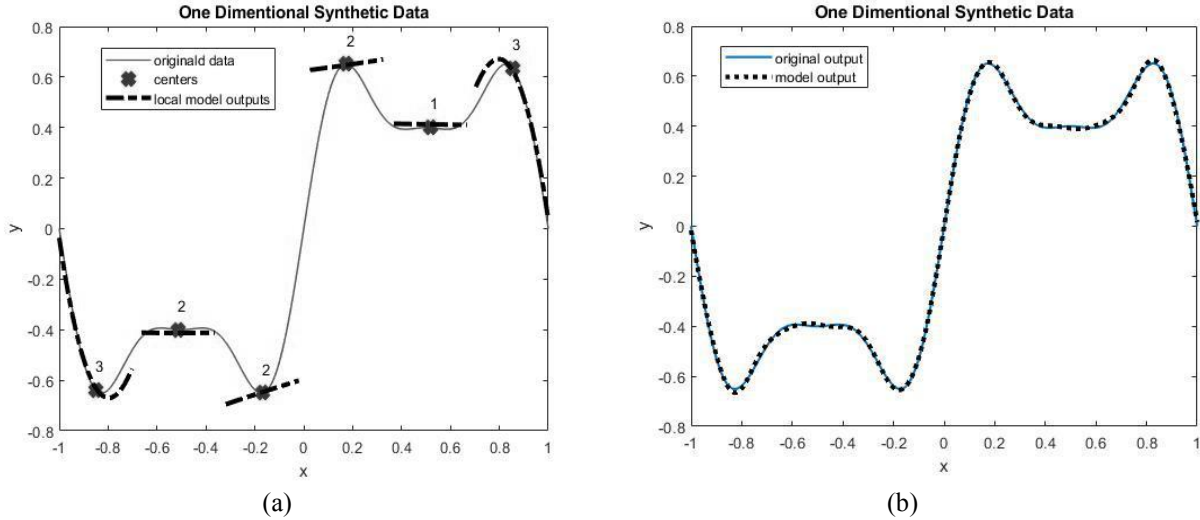 One Dimentional Synthetic Data
0.8
0.6
0.4
0.2
0
-0.2
-0.4
-0.6
-0.8
y
originald data
centers
local model outputs
2
3
1
2
3
2
-1 -0.8 -0.6 -0.4 -0.2 0 0.2 0.4 0.6 0.8 1
x
(a)
One Dimentional Synthetic Data
0.8
0.6
0.4
0.2
0
-0.2
-0.4
-0.6
-0.8
y
original output
model output
-1 -0.8 -0.6 -0.4 -0.2 0 0.2 0.4 0.6 0.8 1
x
(b)